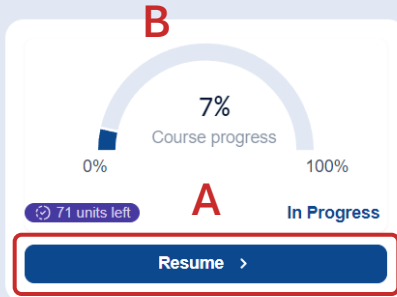 B
7%
Course progress
0% 100%
71 units left A In Progress
Resume >